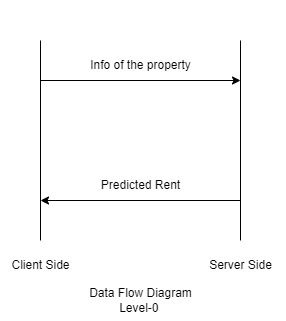 Info of the property
Predicted Rent
Client Side
Server Side
Data Flow Diagram
Level-0